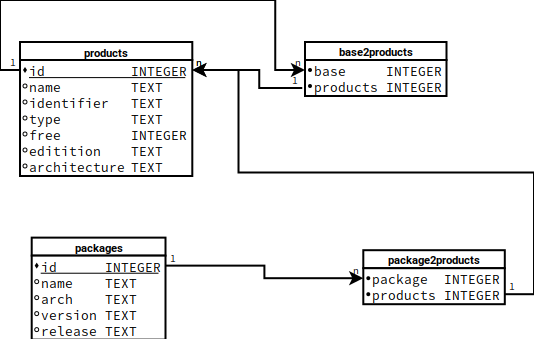 products
id INTEGER
name TEXT
identifier TEXT
type TEXT
free INTEGER
editition TEXT
architecture TEXT
1
n
base2products
base INTEGER
products INTEGER
n
1
packages
id INTEGER
name TEXT
arch TEXT
version TEXT
release TEXT
1
package2products
package INTEGER
products INTEGER
n
1